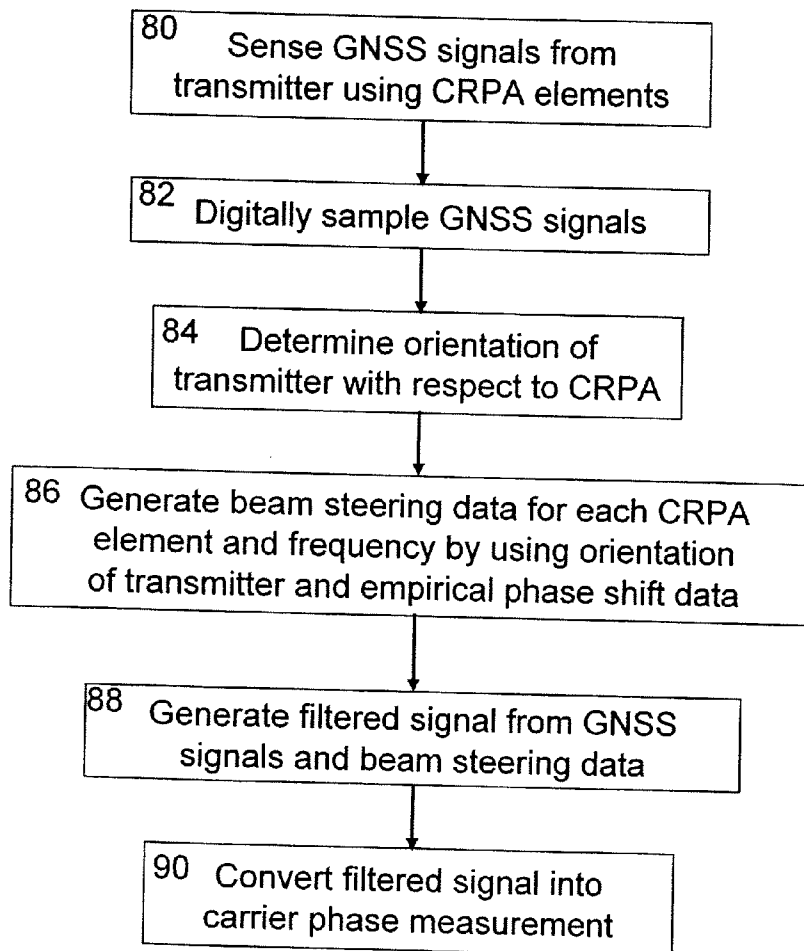 80 Sense GNSS signals from
transmitter using CRPA elements
82 Digitally sample GNSS signals
84 Determine orientation of
transmitter with respect to CRPA
86 Generate beam steering data for each CRPA
element and frequency by using orientation
of transmitter and empirical phase shift data
88 Generate filtered signal from GNSS
signals and beam steering data
90 Convert filtered signal into
carrier phase measurement